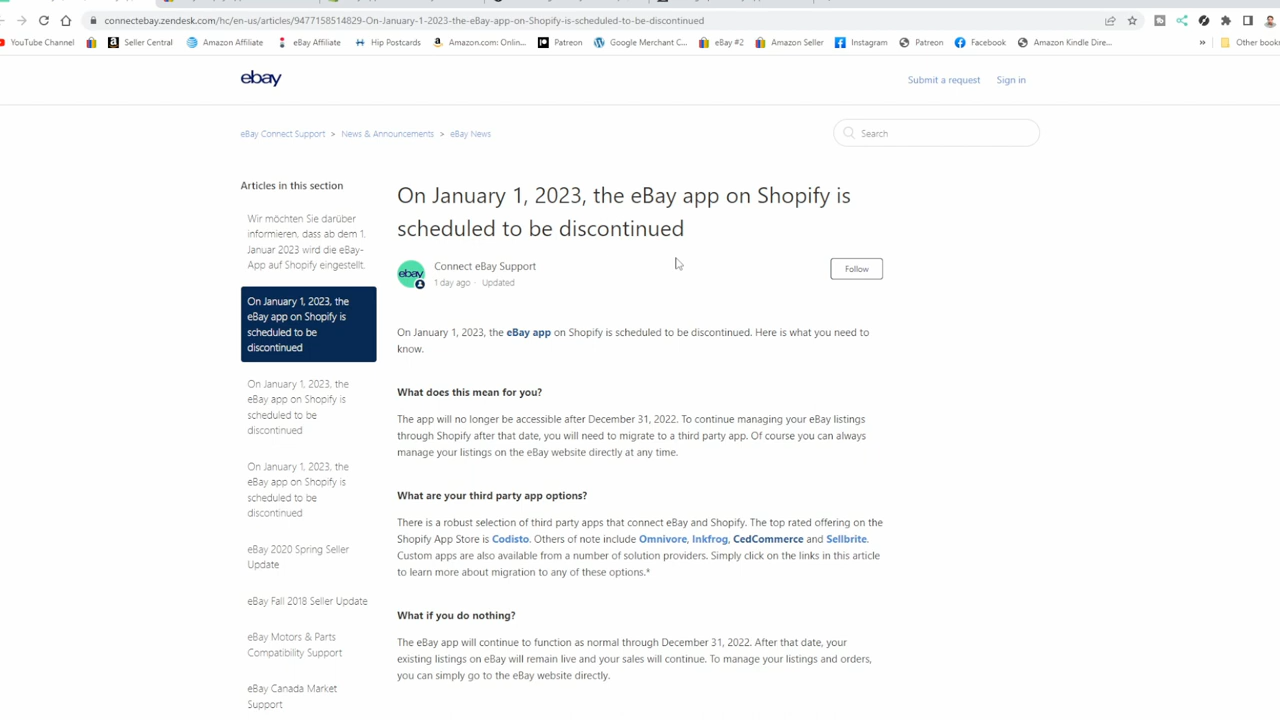 connectebay.zendesk.com/hc/en-us/articles/9477158514829-On-January-1-2023-the-eBay-app-on-Shopify-is-scheduled-to-be-discontinued
YouTube Channel
Seller Central
Amazon Affiliate
eBay Affiliate
Hip Postcards
Amazon.com: Onlin...
Patreon
Google Merchant C...
eBay #2
Amazon Seller
Instagram
Patreon
Facebook
Amazon Kindle Dire...
»
Other bookm
ebay
Submit a request
Sign in
eBay Connect Support > News & Announcements > eBay News
Search
Articles in this section
Wir möchten Sie darüber
informieren, dass ab dem 1.
Januar 2023 wird die eBay-
App auf Shopify eingestellt.
On January 1, 2023, the
eBay app on Shopify is
scheduled to be
discontinued
On January 1, 2023, the
eBay app on Shopify is
scheduled to be
discontinued
On January 1, 2023, the
eBay app on Shopify is
scheduled to be
discontinued
eBay 2020 Spring Seller
Update
eBay Fall 2018 Seller Update
eBay Motors & Parts
Compatibility Support
eBay Canada Market
Support
On January 1, 2023, the eBay app on Shopify is
scheduled to be discontinued
ebay
Connect eBay Support
1 day ago · Updated
Follow
On January 1, 2023, the eBay app on Shopify is scheduled to be discontinued. Here is what you need to
know.
What does this mean for you?
The app will no longer be accessible after December 31, 2022. To continue managing your eBay listings
through Shopify after that date, you will need to migrate to a third party app. Of course you can always
manage your listings on the eBay website directly at any time.
What are your third party app options?
There is a robust selection of third party apps that connect eBay and Shopify. The top rated offering on the
Shopify App Store is Codisto. Others of note include Omnivore, Inkfrog, CedCommerce and Sellbrite.
Custom apps are also available from a number of solution providers. Simply click on the links in this article
to learn more about migration to any of these options.*
What if you do nothing?
The eBay app will continue to function as normal through December 31, 2022. After that date, your
existing listings on eBay will remain live and your sales will continue. To manage your listings and orders,
you can simply go to the eBay website directly.